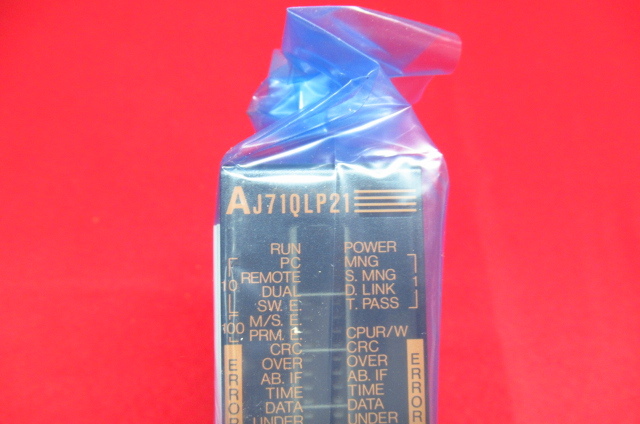 AJ71QLP21
RUN POWER
PC MNG
REMOTE S. MNG
10 DUAL D. LINK 1
SW. E. T. PASS
M/S. E.
100 PRM. E. CPUR/W
CRC CRC
OVER OVER
AB. IF AB. IF
TIME TIME
DATA DATA
UNDER UNDER
ERROR ERROR